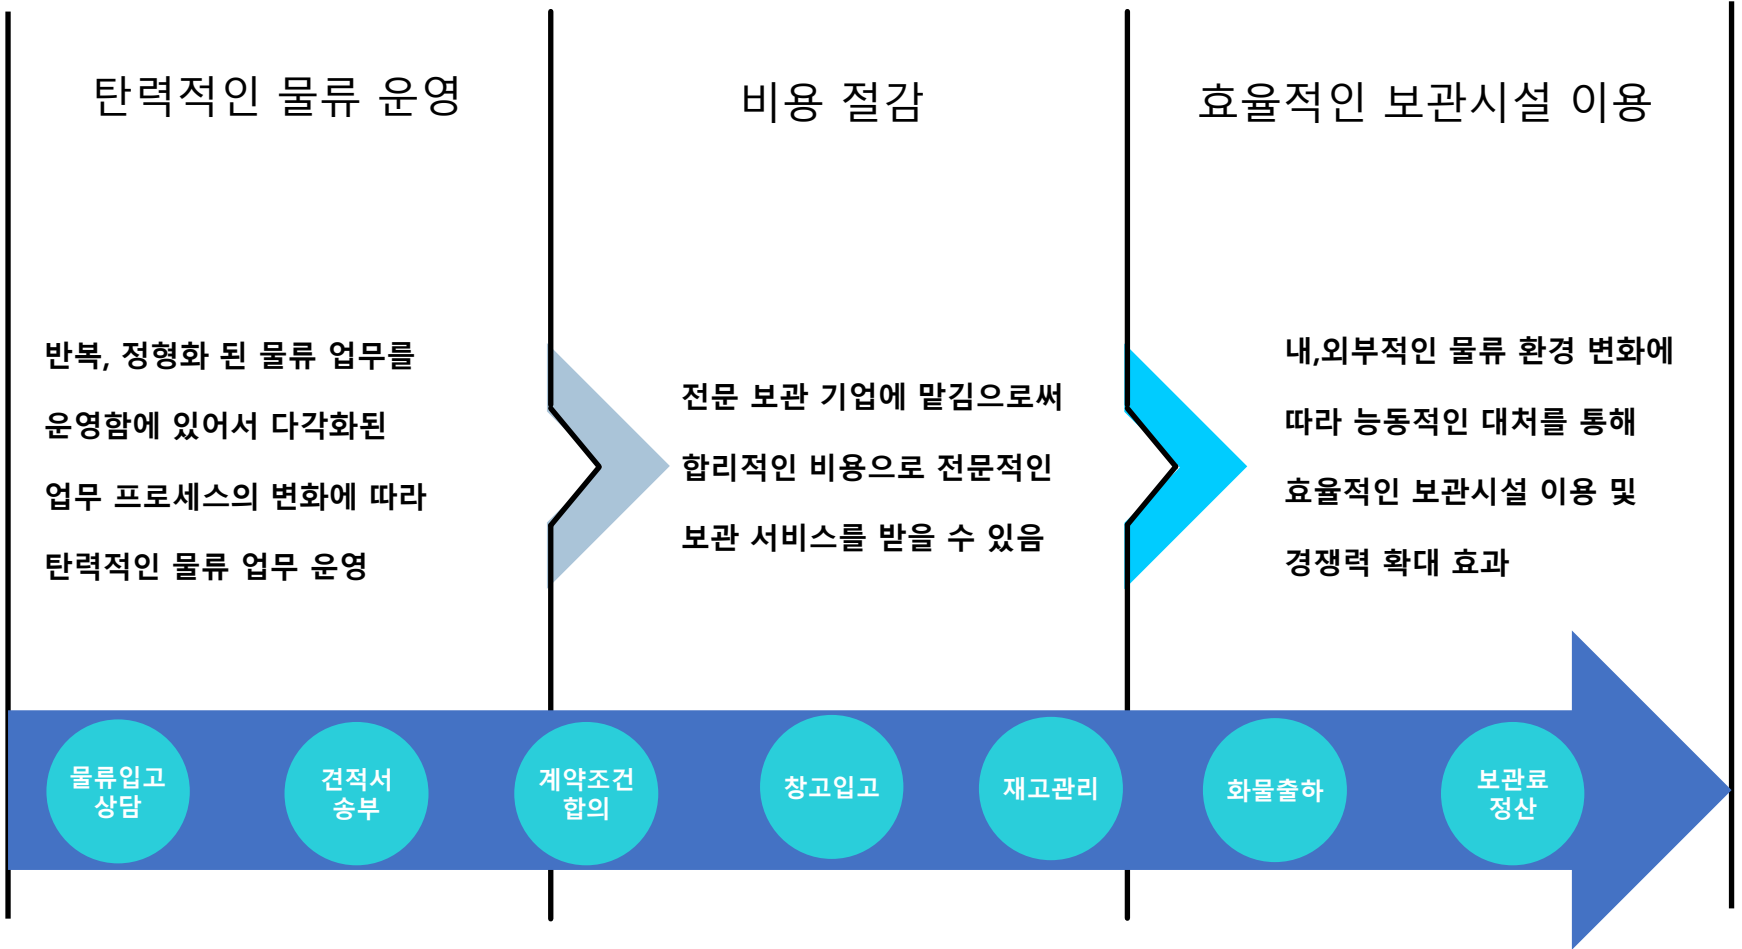 탄력적인 물류 운영
비용 절감
효율적인 보관시설 이용
반복, 정형화 된 물류 업무를
운영함에 있어서 다각화된
업무 프로세스의 변화에 따라
탄력적인 물류 업무 운영
전문 보관 기업에 맡김으로써
합리적인 비용으로 전문적인
보관 서비스를 받을 수 있음
내,외부적인 물류 환경 변화에
따라 능동적인 대처를 통해
효율적인 보관시설 이용 및
경쟁력 확대 효과
물류입고
상담
견적서
송부
계약조건
합의
창고입고
재고관리
화물출하
보관료
정산